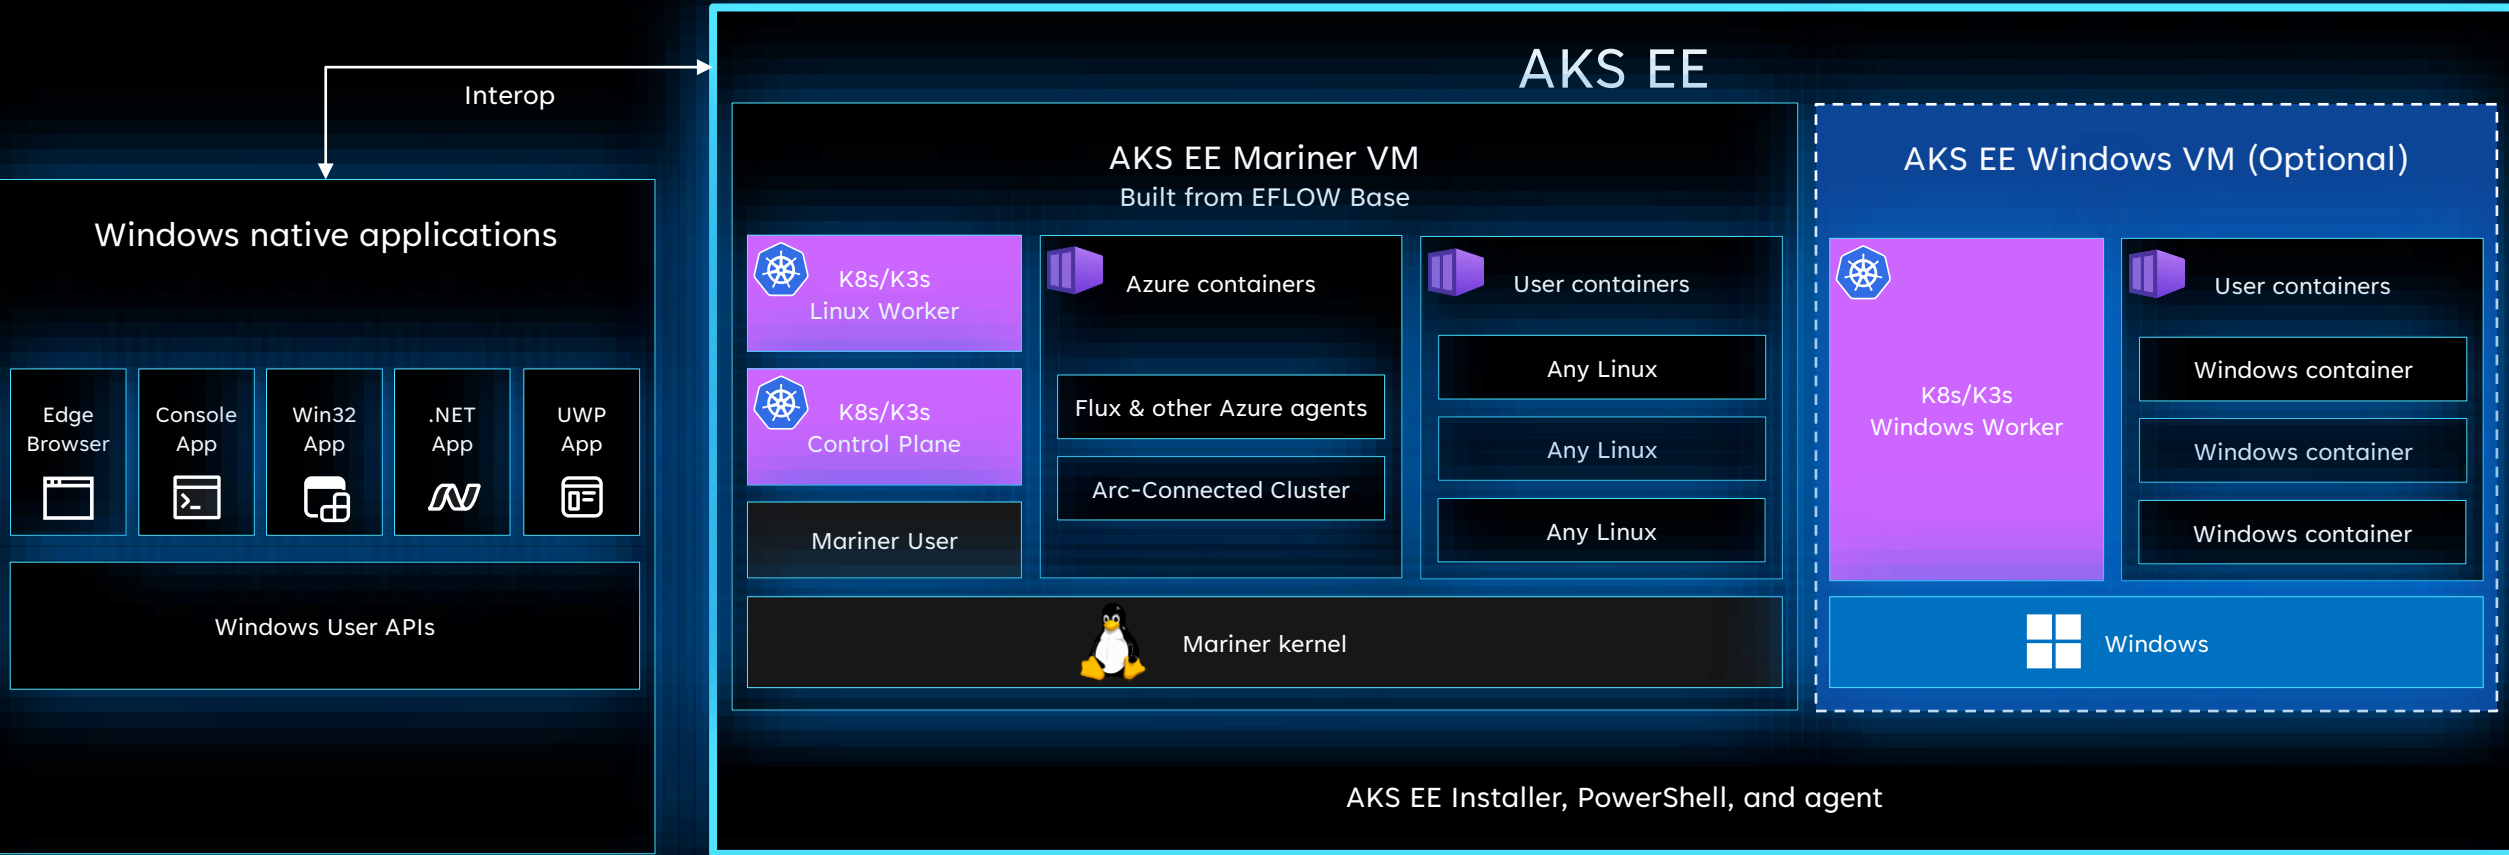 AKS EE
Interop
AKS EE Mariner VM
Built from EFLOW Base
AKS EE Windows VM (Optional)
Windows native applications
Edge
Browser
Console
App
Win32
App
.NET
App
UWP
App
Windows User APIs
K8s/K3s
Linux Worker
K8s/K3s
Control Plane
Mariner User
Azure containers
Flux & other Azure agents
Arc-Connected Cluster
User containers
Any Linux
Any Linux
Any Linux
Mariner kernel
K8s/K3s
Windows Worker
User containers
Windows container
Windows container
Windows container
Windows
AKS EE Installer, PowerShell, and agent